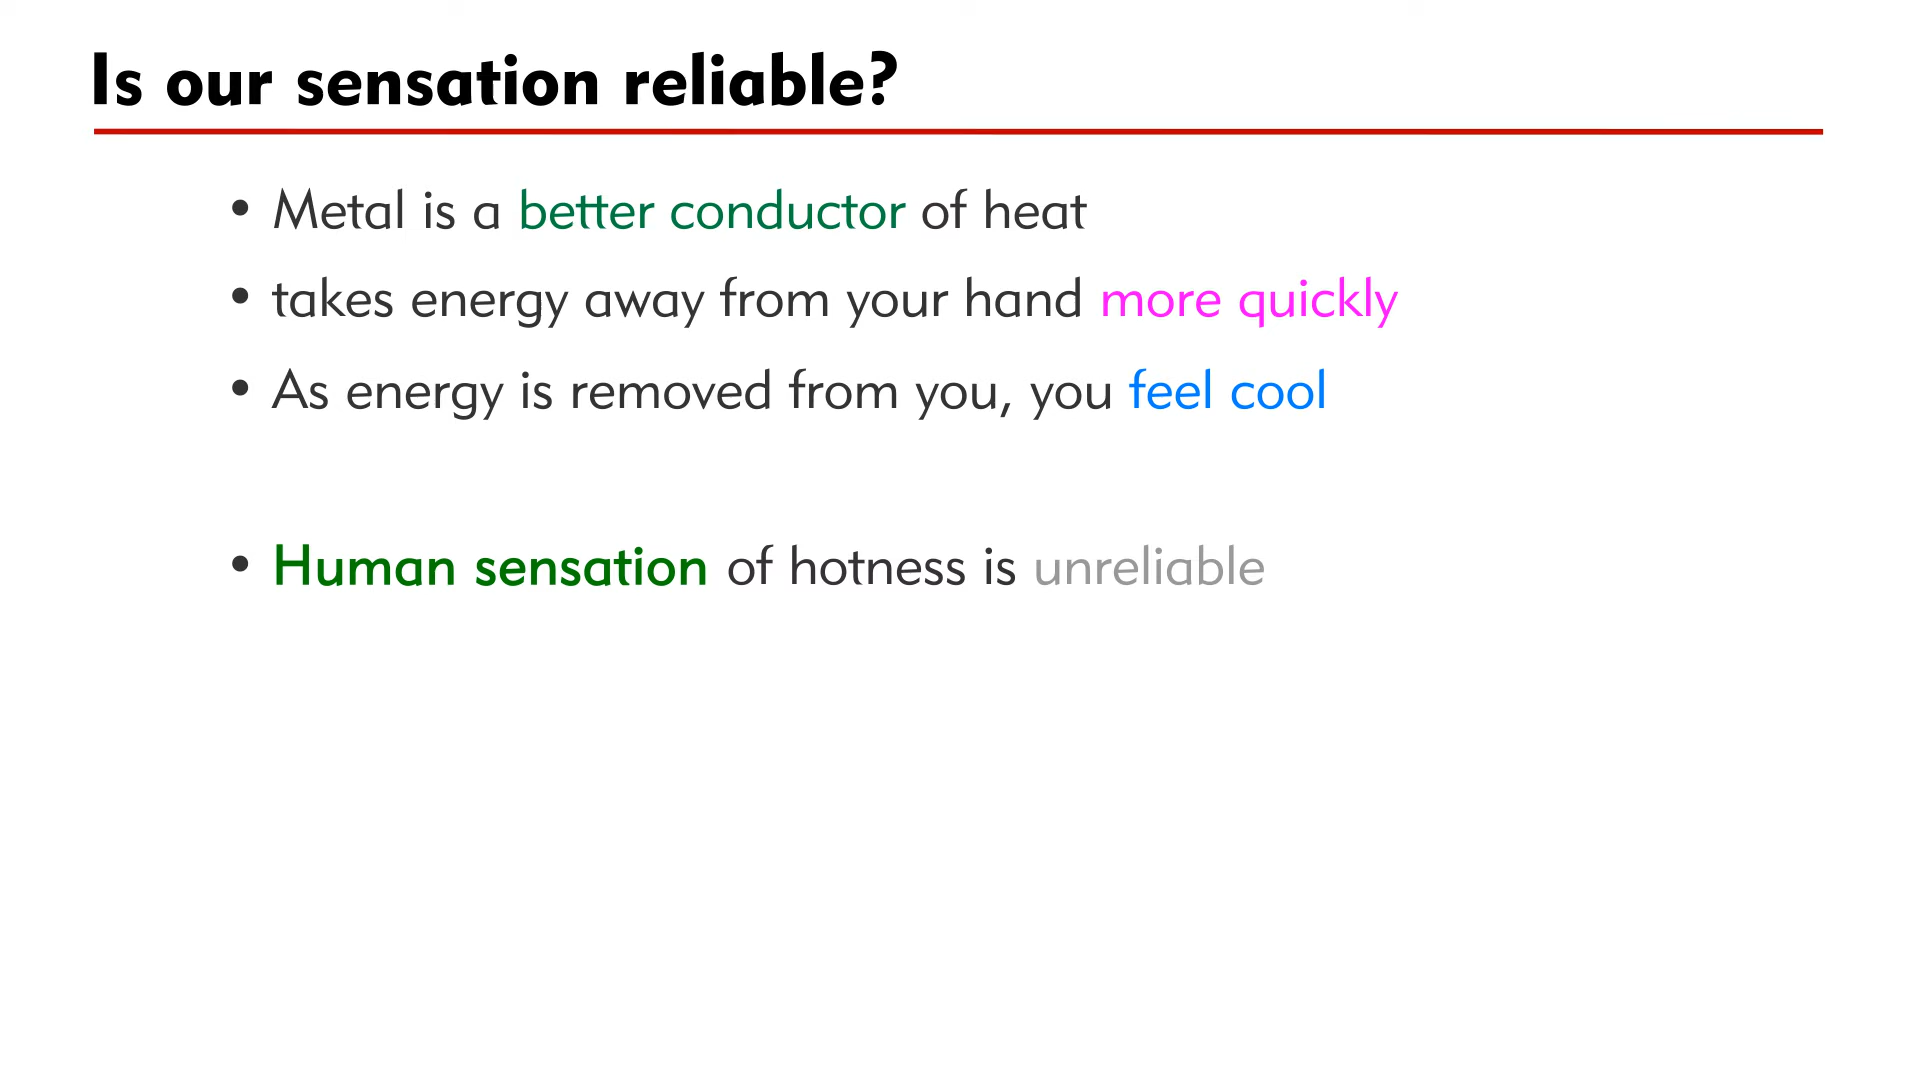 Is our sensation reliable?
• Metal is a better conductor of heat
• takes energy away from your hand more quickly
• As energy is removed from you, you feel cool
• Human sensation of hotness is unreliable